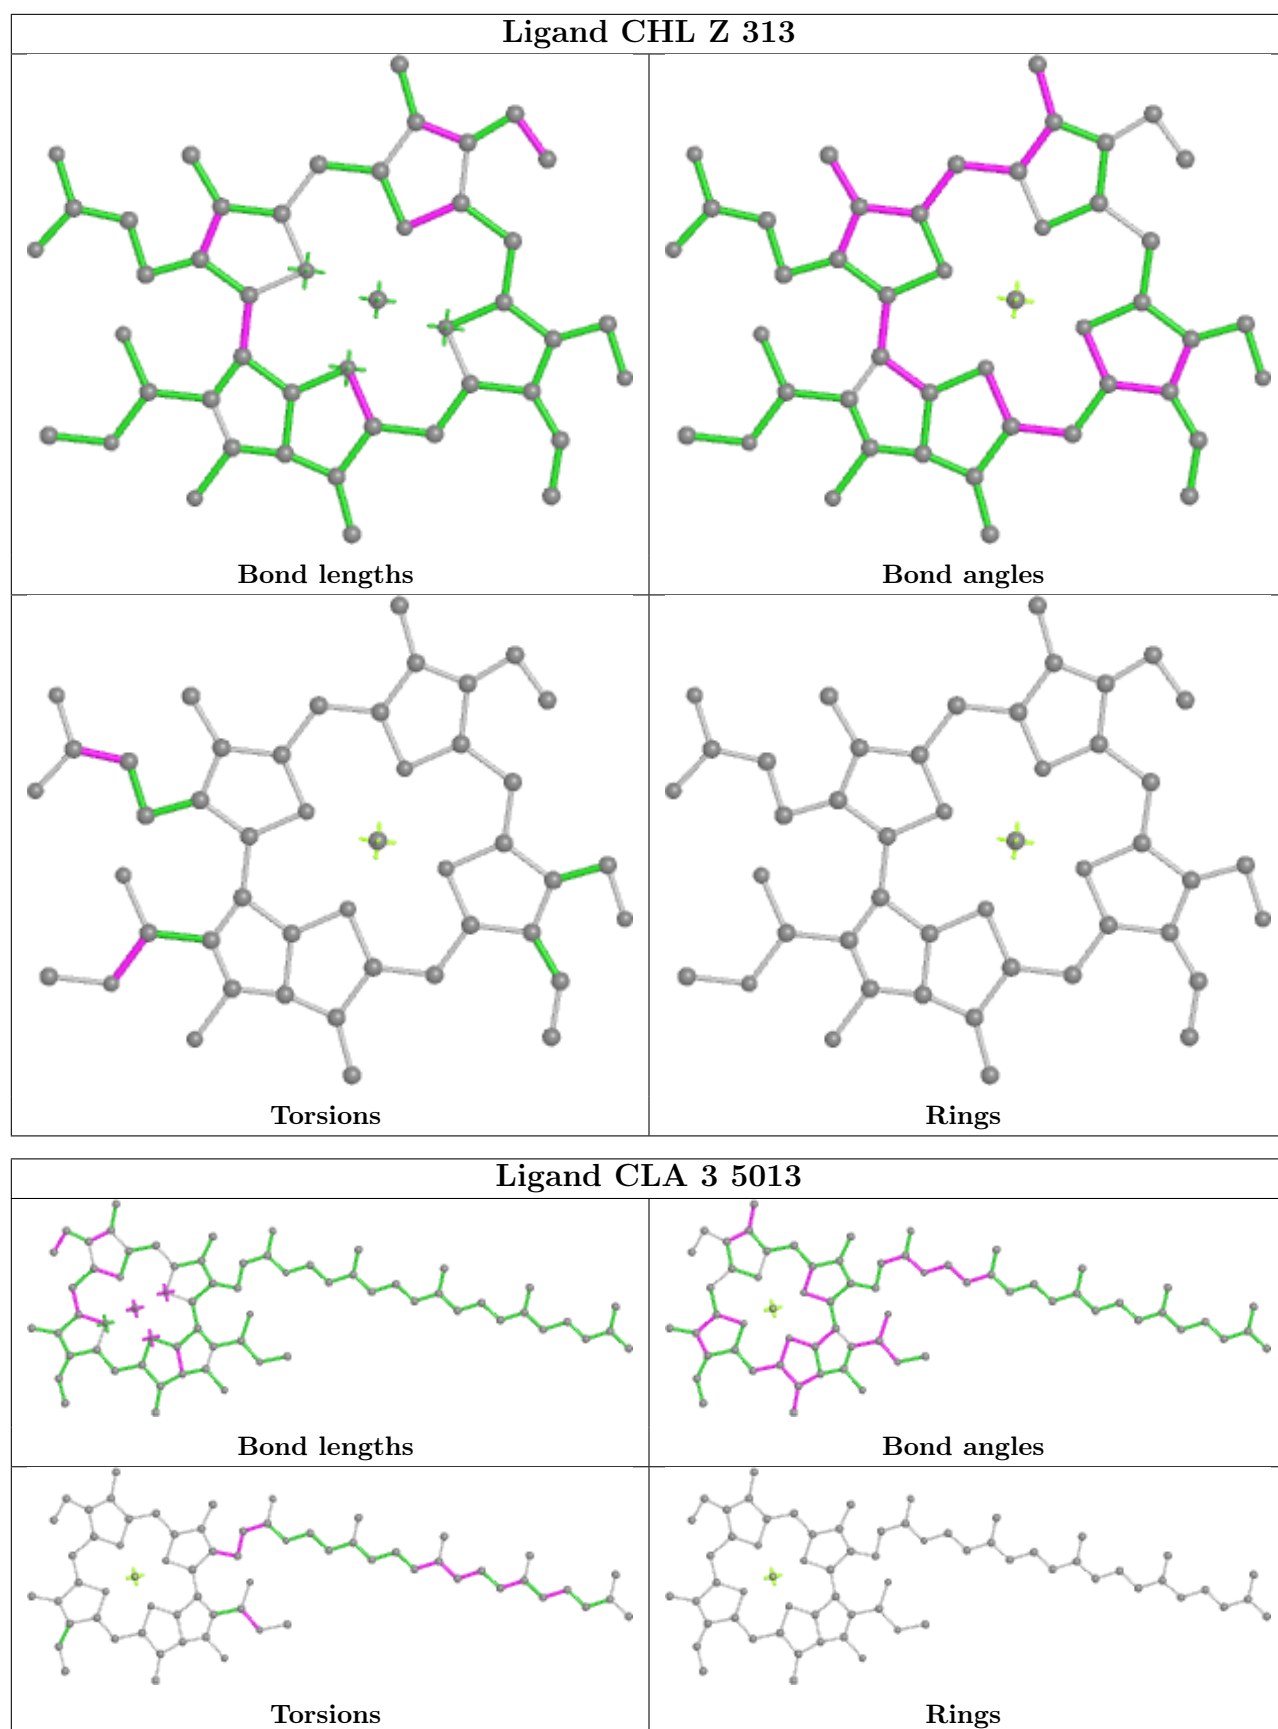 Ligand CHL Z 313
Bond lengths
Bond angles
Torsions
Rings
Ligand CLA 3 5013
Bond lengths
Bond angles
Torsions
Rings